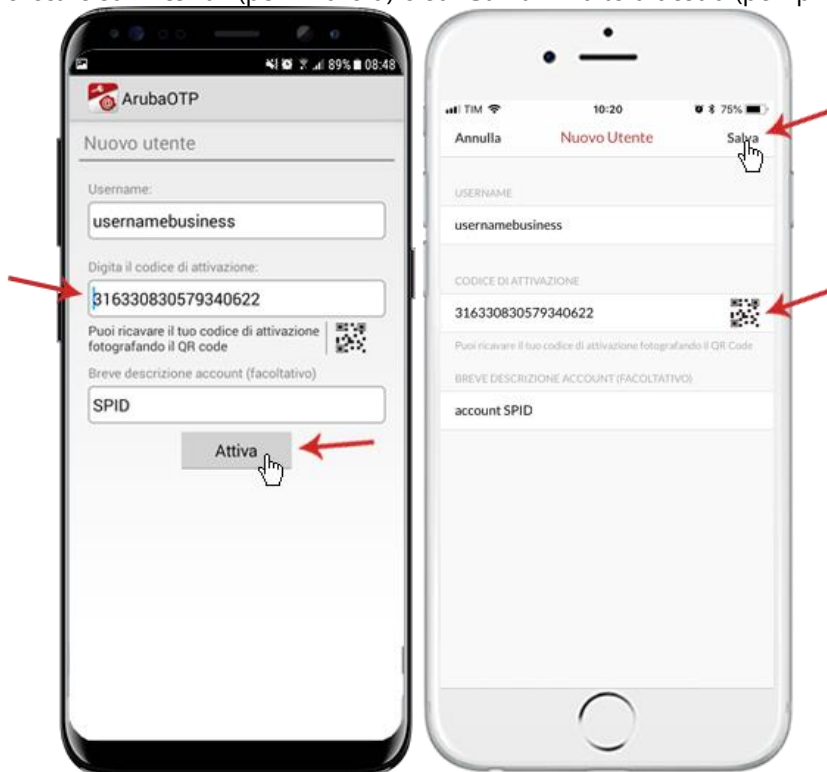 89% 08:48
ArubaOTP
Nuovo utente
Username:
usernamebusiness
Digita il codice di attivazione:
316330830579340622
Puoi ricavare il tuo codice di attivazione
fotografando il QR code
Breve descrizione account (facoltativo)
SPID
Attiva
TIM 10:20 75%
Annulla Nuovo Utente Salva
USERNAME
usernamebusiness
CODICE DI ATTIVAZIONE
316330830579340622
Puoi ricavare il tuo codice di attivazione fotografando il QR Code
BREVE DESCRIZIONE ACCOUNT (FACOLTATIVO)
account SPID